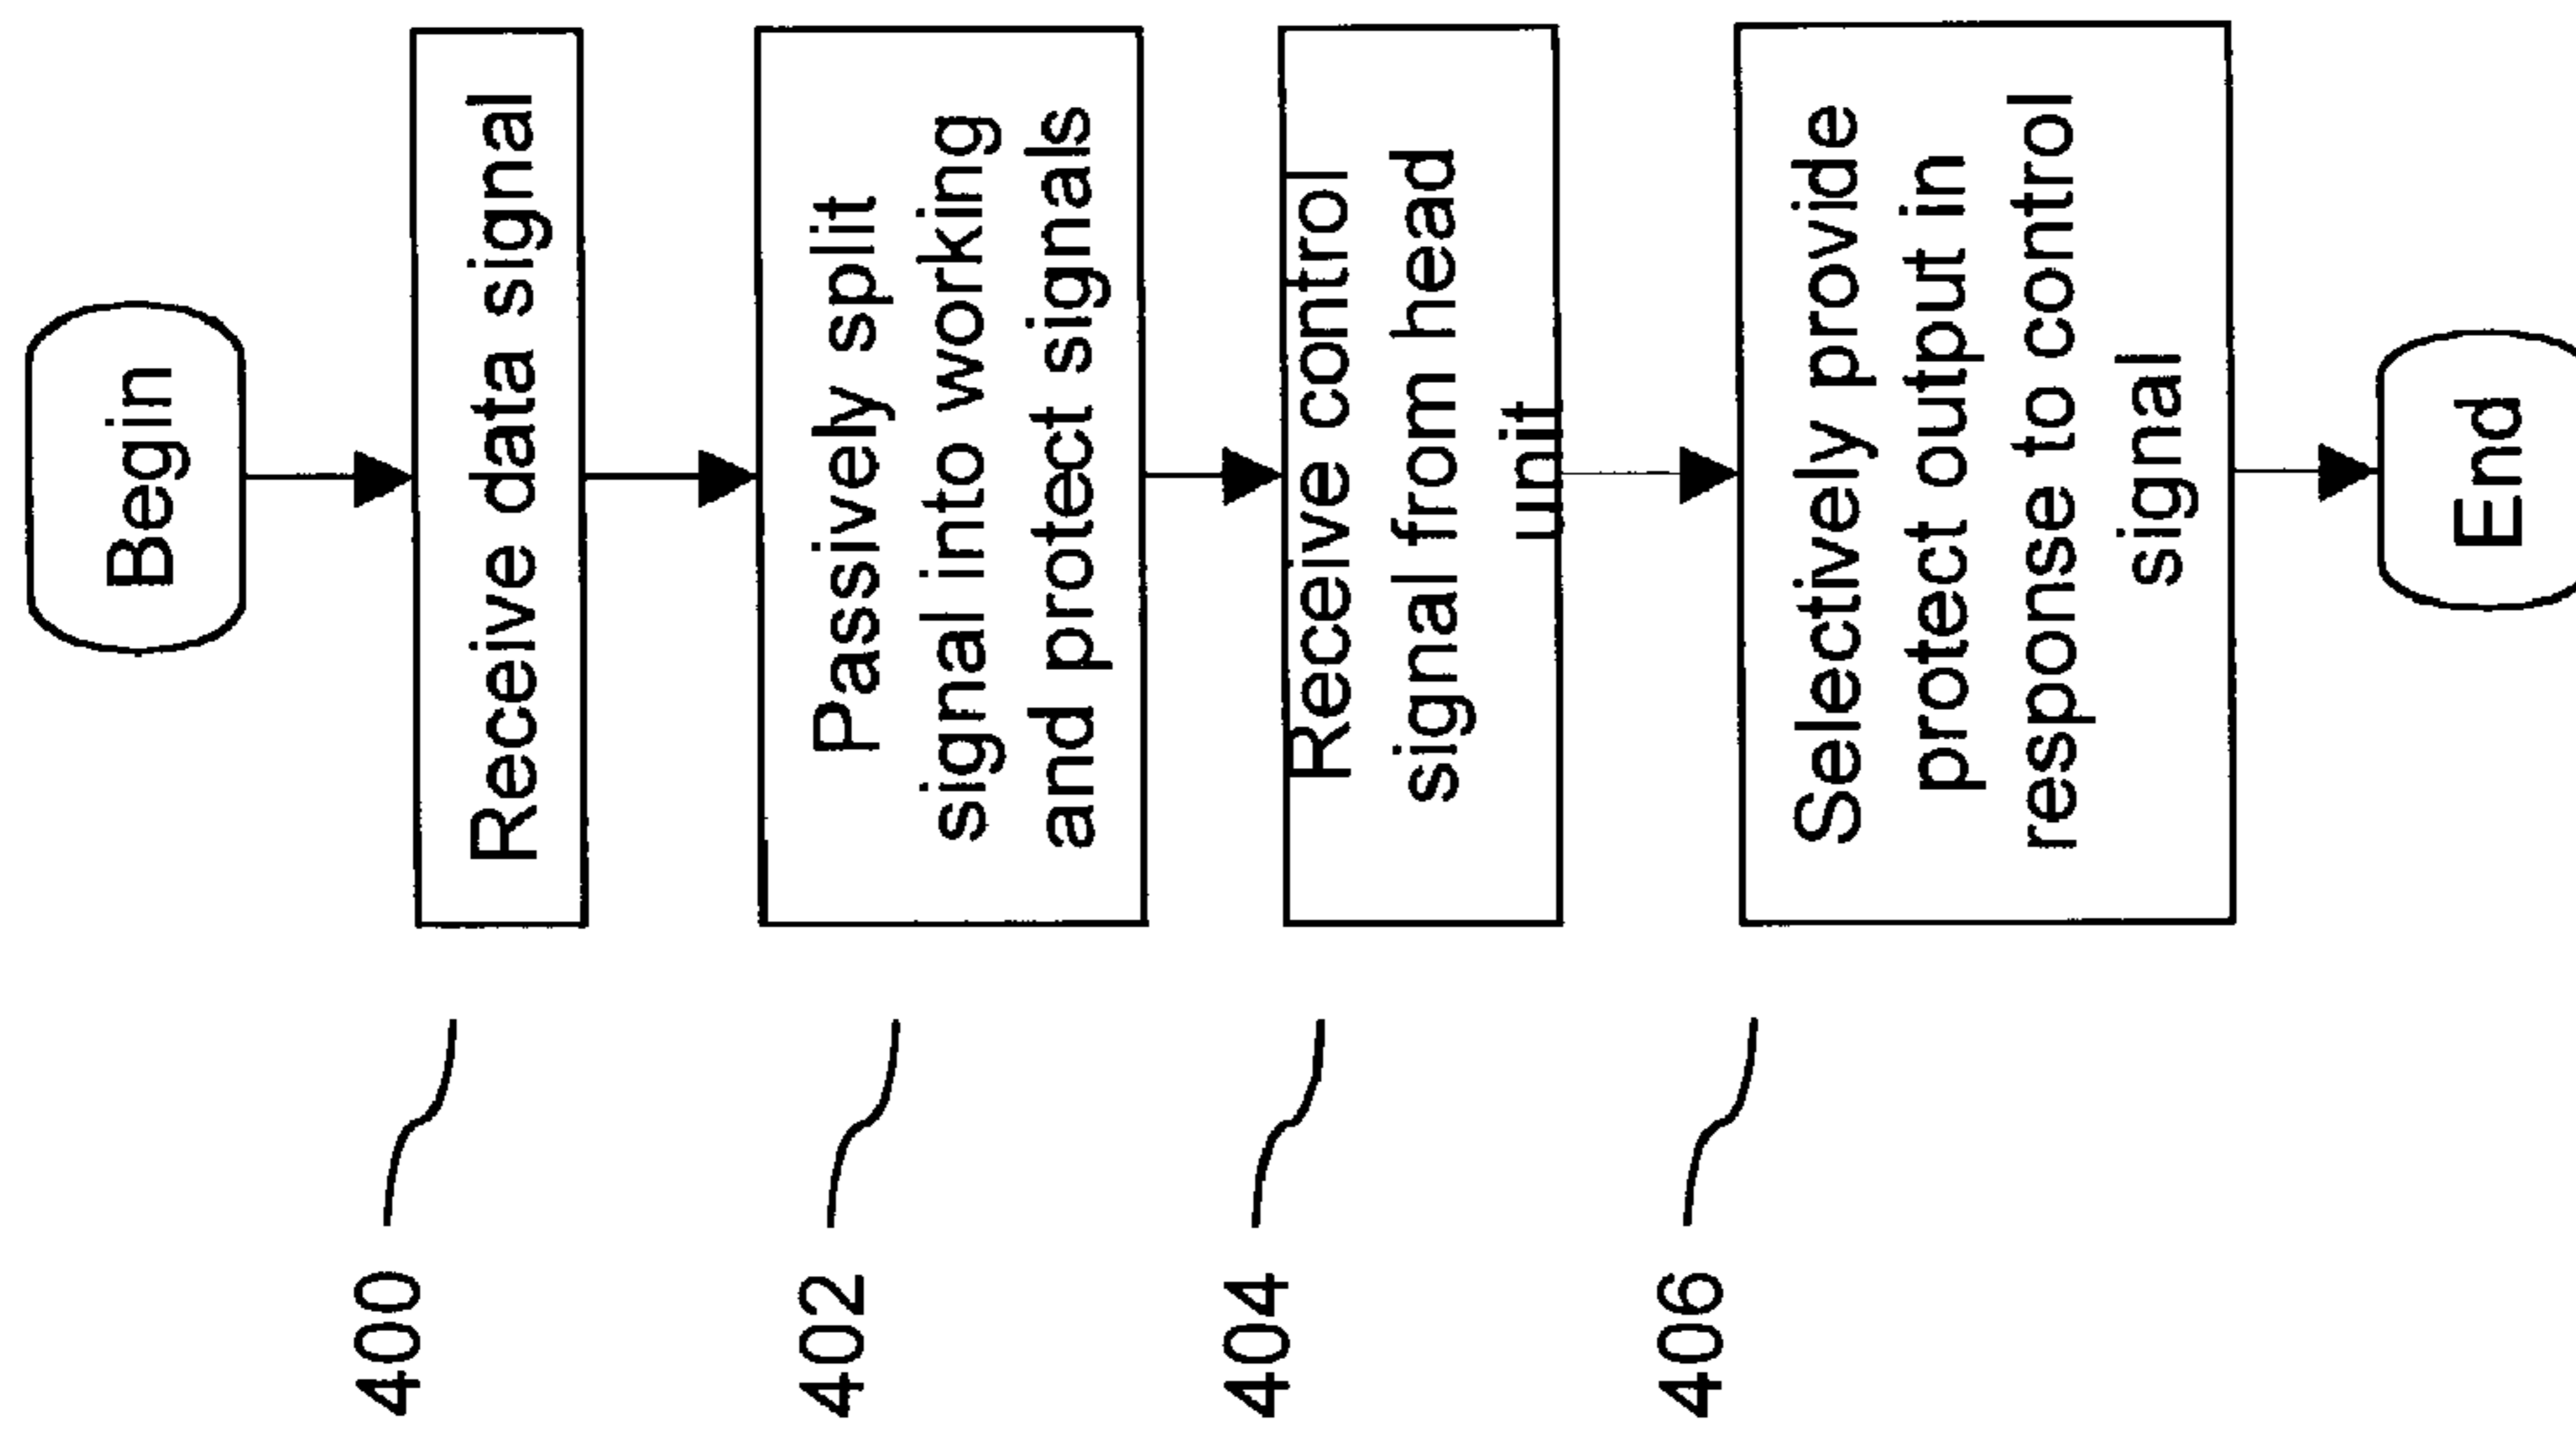 Begin
400
Receive data signal
402
Passively split
signal into working
and protect signals
404
Receive control
signal from head
unit
406
Selectively provide
protect output in
response to control
signal
End